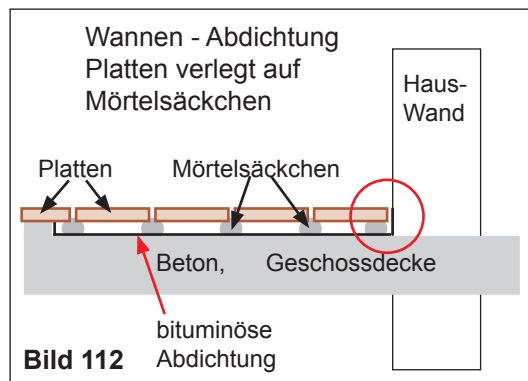 Wannen - Abdichtung
Platten verlegt auf
Mörtelsäckchen
Haus-
Wand
Platten
Mörtelsäckchen
Beton, Geschossdecke
bituminöse
Abdichtung
Bild 112